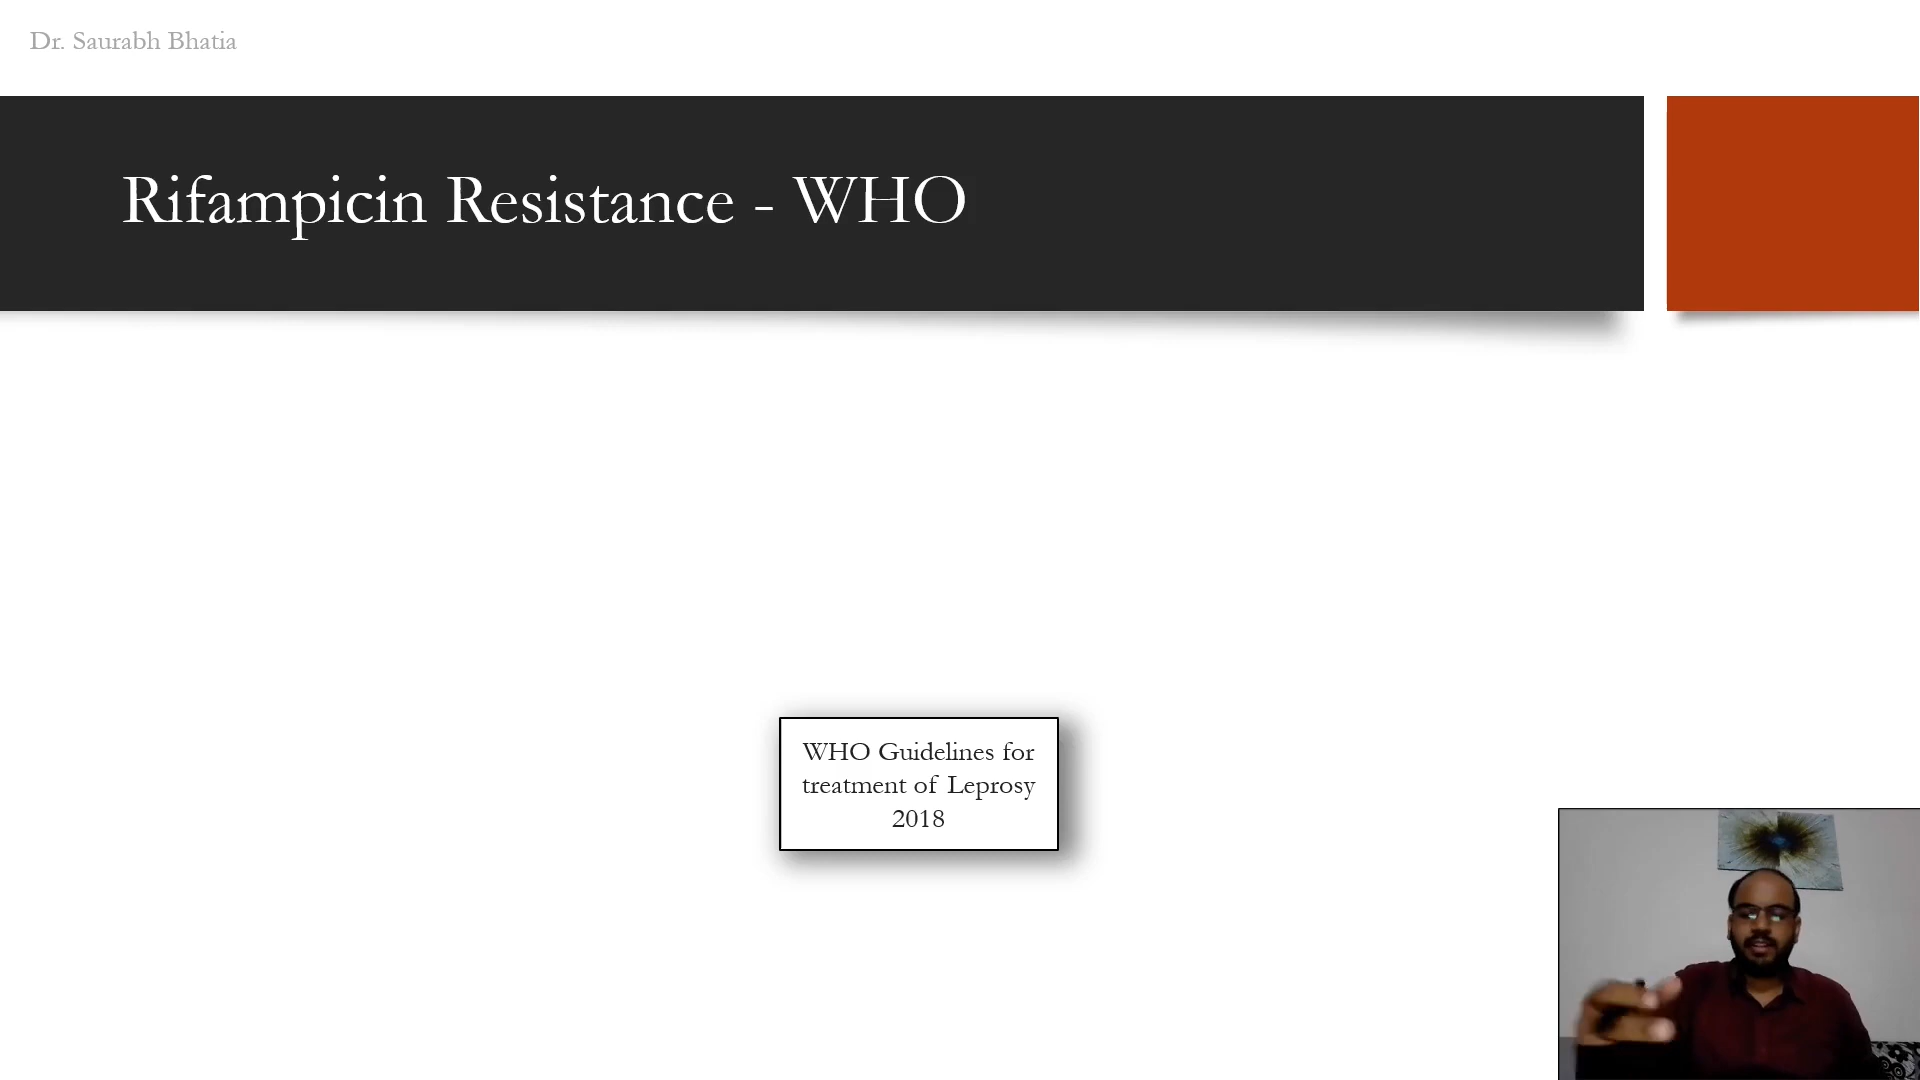 Dr. Saurabh Bhatia
Rifampicin Resistance - WHO
WHO Guidelines for
treatment of Leprosy
2018